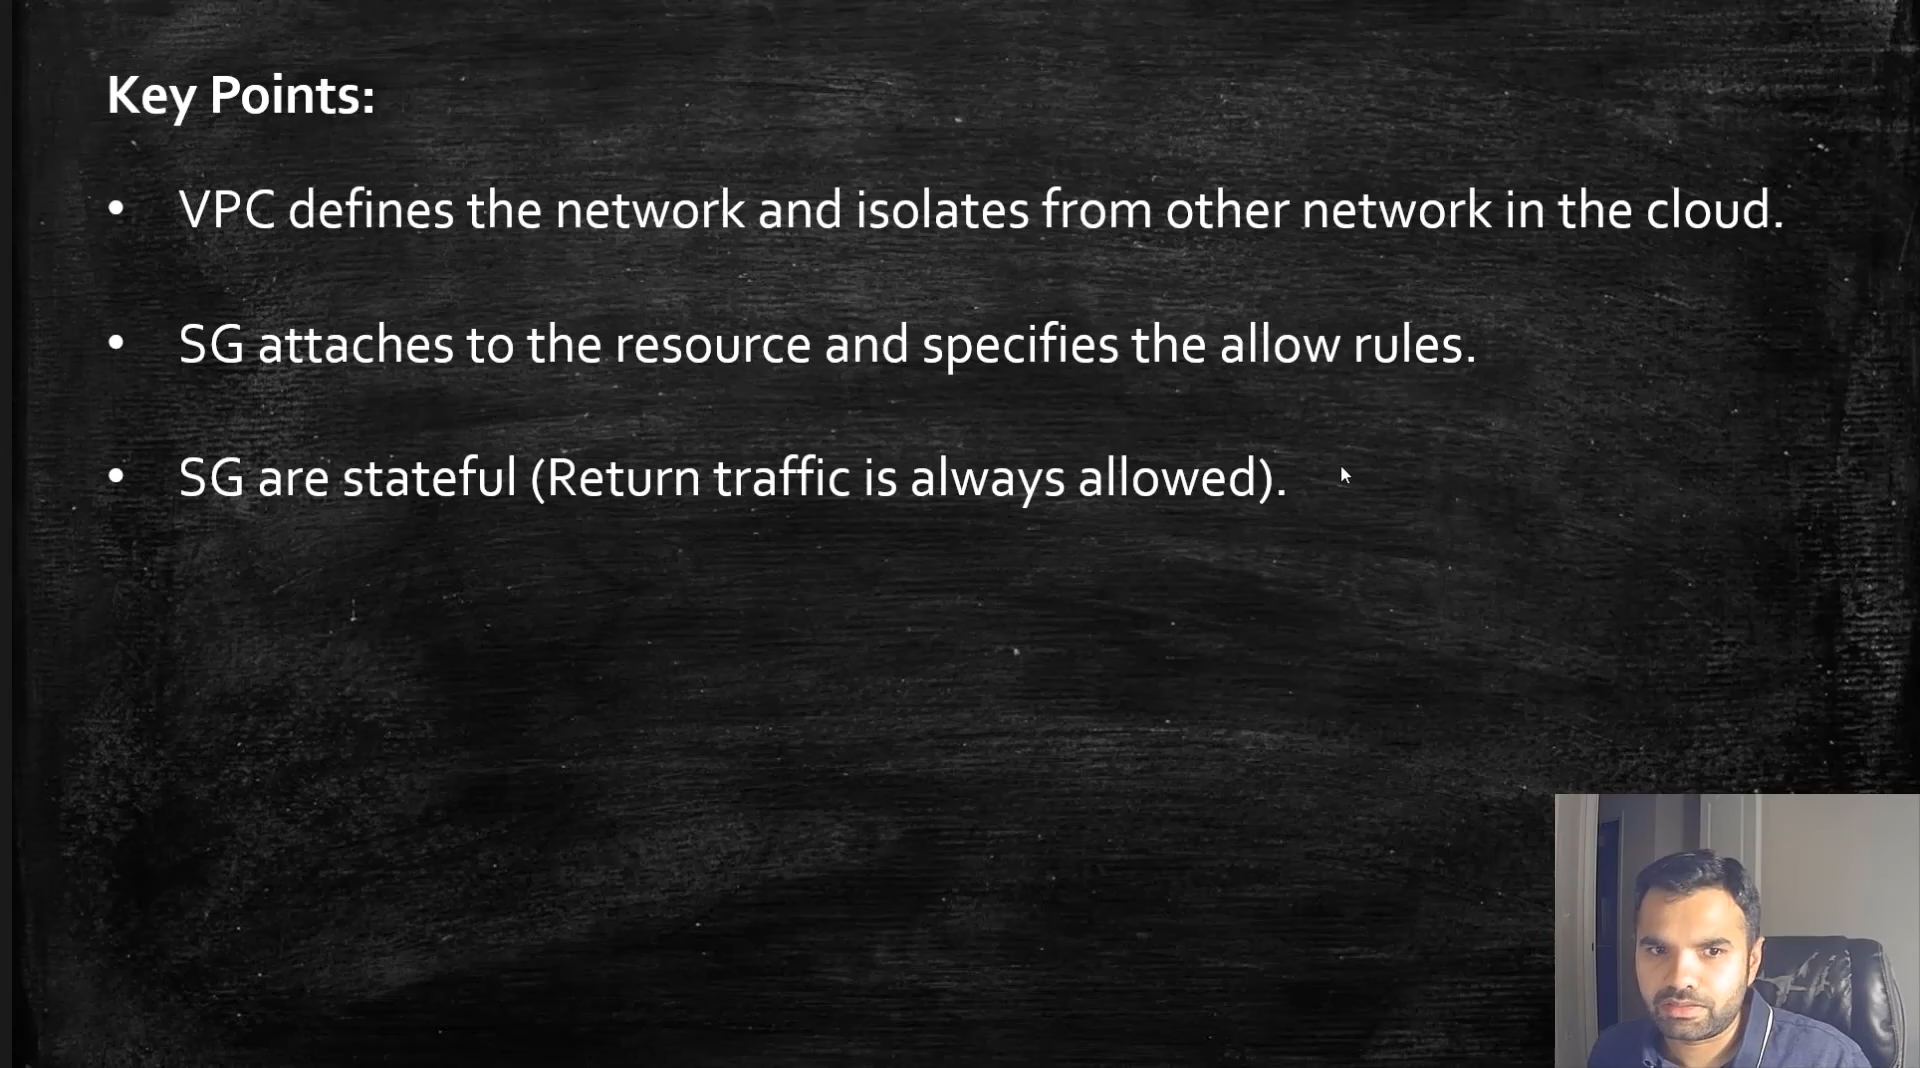 Key Points:
• VPC defines the network and isolates from other network in the cloud.
• SG attaches to the resource and specifies the allow rules.
• SG are stateful (Return traffic is always allowed).